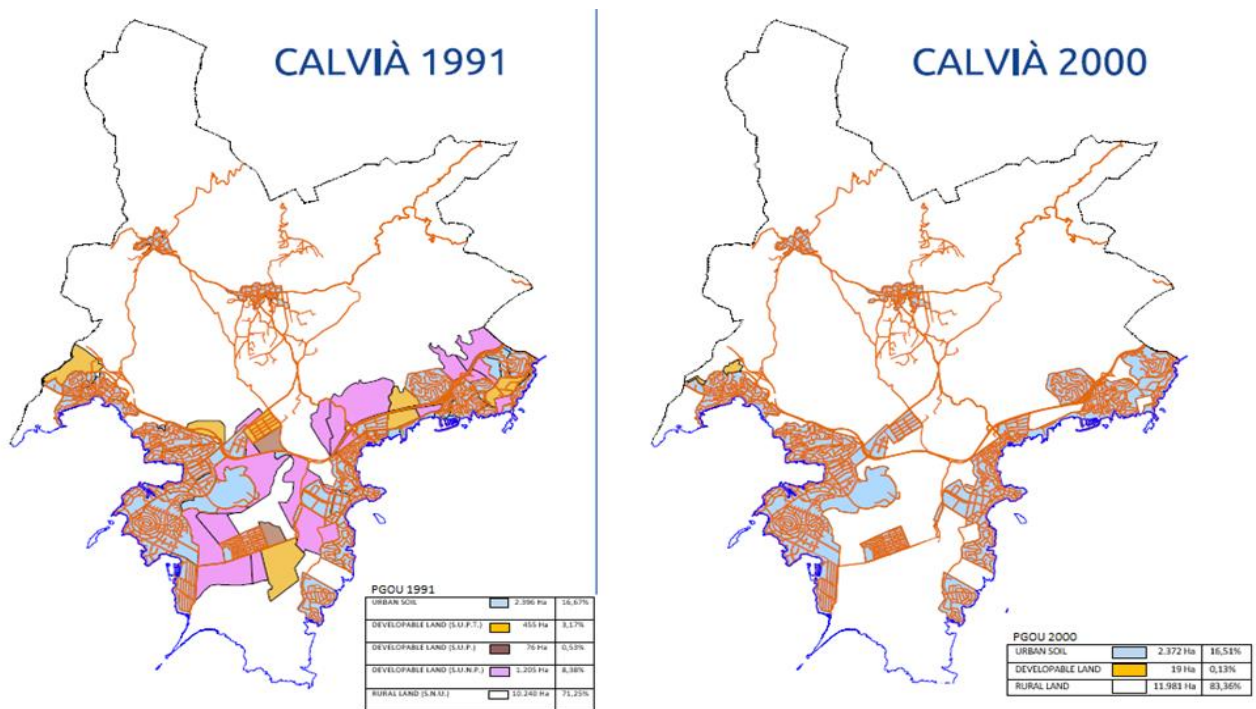 CALVIÀ 1991
PGOU 1991
URBAN SOIL 2.396 Ha 16,67%
DEVELOPABLE LAND (S.U.P.T.) 455 Ha 3,17%
DEVELOPABLE LAND (S.U.P.) 76 Ha 0,53%
DEVELOPABLE LAND (S.U.N.P.) 1.205 Ha 8,38%
RURAL LAND (S.N.U.) 10.240 Ha 71,25%
CALVIÀ 2000
PGOU 2000
URBAN SOIL 2.372 Ha 16,51%
DEVELOPABLE LAND 19 Ha 0,13%
RURAL LAND 11.981 Ha 83,36%